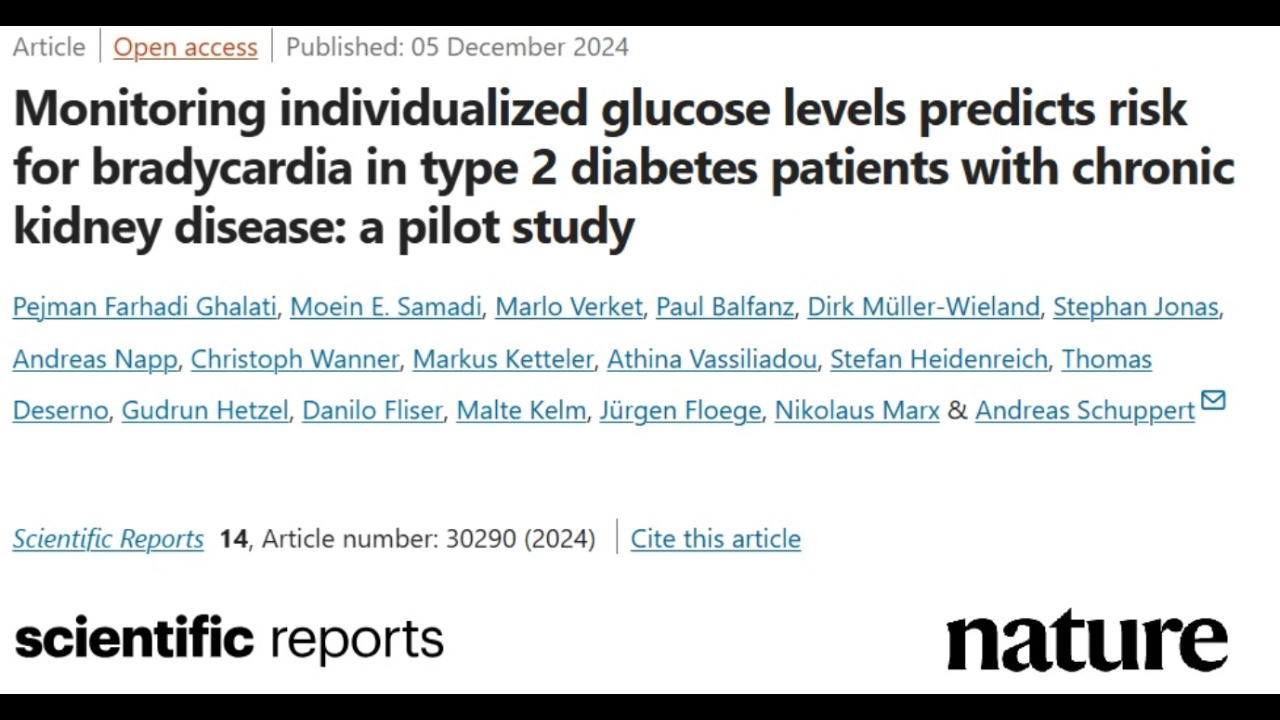 Article | Open access | Published: 05 December 2024
Monitoring individualized glucose levels predicts risk
for bradycardia in type 2 diabetes patients with chronic
kidney disease: a pilot study
Pejman Farhadi Ghalati, Moein E. Samadi, Marlo Verket, Paul Balfanz, Dirk Müller-Wieland, Stephan Jonas,
Andreas Napp, Christoph Wanner, Markus Ketteler, Athina Vassiliadou, Stefan Heidenreich, Thomas
Deserno, Gudrun Hetzel, Danilo Fliser, Malte Kelm, Jürgen Floege, Nikolaus Marx & Andreas Schuppert
Scientific Reports 14, Article number: 30290 (2024) | Cite this article
scientific reports
nature